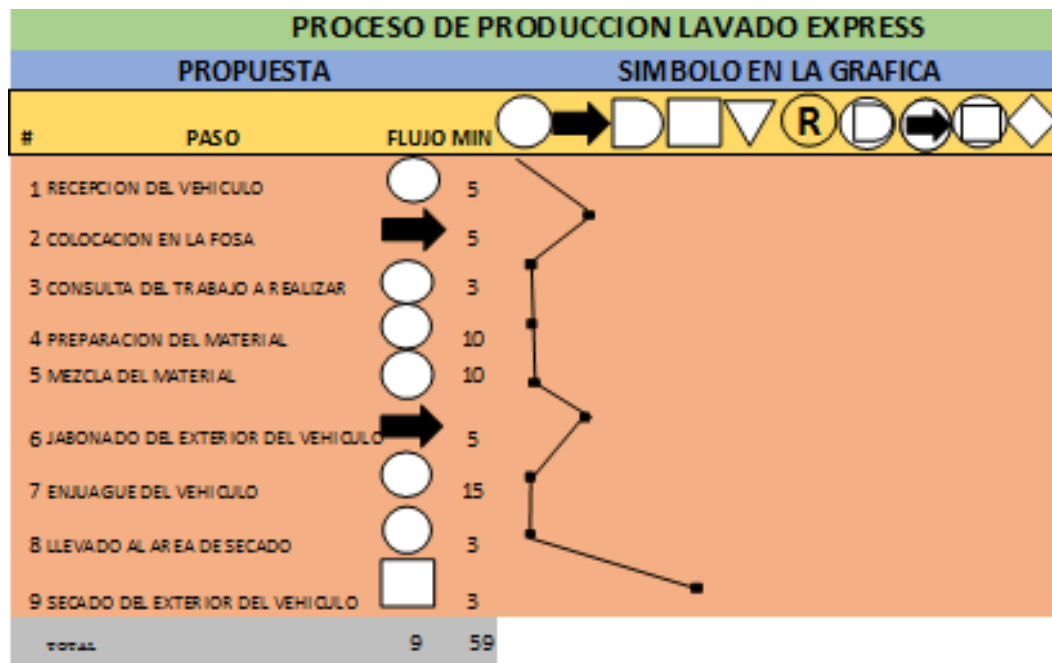 PROCESO DE PRODUCCION LAVADO EXPRESS
PROPUESTA SIMBOLO EN LA GRAFICA
# PASO FLUJO MIN R
1 RECEPCION DEL VEHICULO 5
2 COLOCACION EN LA FOSA 5
3 CONSULTA DEL TRABAJO A REALIZAR 3
4 PREPARACION DEL MATERIAL 10
5 MEZCLA DEL MATERIAL 10
6 JABONADO DEL EXTERIOR DEL VEHICULO 5
7 ENJUAGUE DEL VEHICULO 15
8 LLEVADO AL AREA DE SECADO 3
9 SECADO DEL EXTERIOR DEL VEHICULO 3
TOTAL 9 59